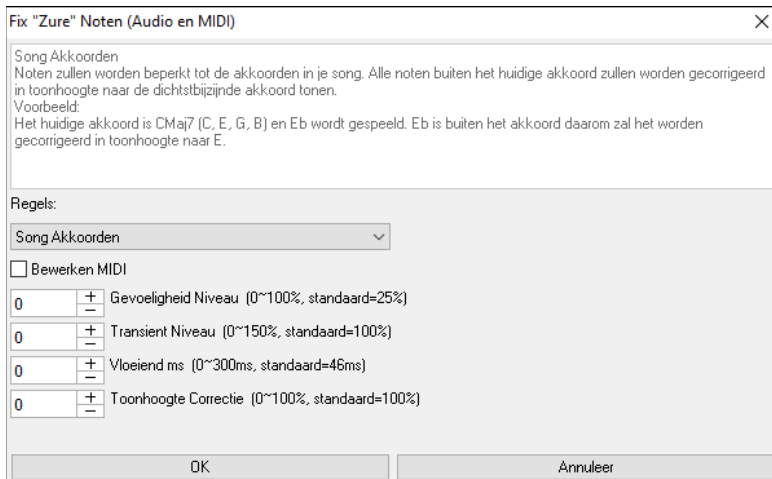 Fix "Zure" Noten (Audio en MIDI)
Song Akkoorden
Noten zullen worden beperkt tot de akkoorden in je song. Alle noten buiten het huidige akkoord zullen worden gecorrigeerd
in toonhoogte naar de dichtstbijzijnde akkoord tonen.
Voorbeeld:
Het huidige akkoord is CMaj7 (C, E, G, B) en Eb wordt gespeeld. Eb is buiten het akkoord daarom zal het worden
gecorrigeerd in toonhoogte naar E.
Regels:
Song Akkoorden
Bewerken MIDI
0 Gevoeligheid Niveau (0~100%, standaard=25%)
0 Transient Niveau (0~150%, standaard=100%)
0 Vloeiend ms (0~300ms, standaard=46ms)
0 Toonhoogte Correctie (0~100%, standaard=100%)
OK Annuleer